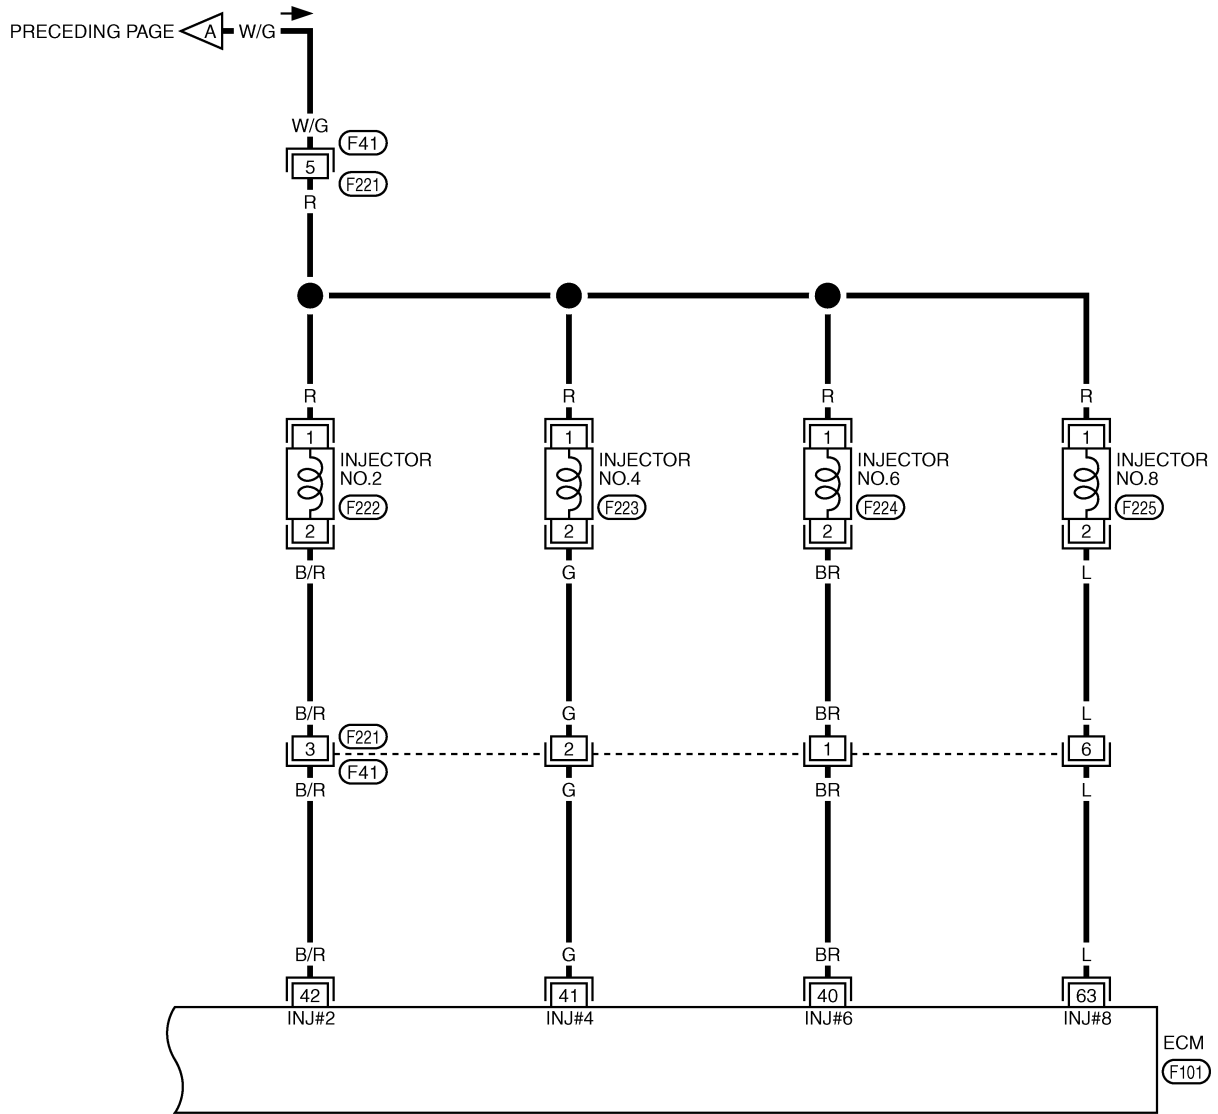 PRECEDING PAGE A W/G
W/G
F41
5
F221
R
R R R R
1 1 1 1
INJECTOR NO.2 INJECTOR NO.4 INJECTOR NO.6 INJECTOR NO.8
F222 F223 F224 F225
2 2 2 2
B/R G BR L
B/R G BR L
F221
3 2 1 6
F41
B/R G BR L
B/R G BR L
42 41 40 63
INJ#2 INJ#4 INJ#6 INJ#8
ECM
F101